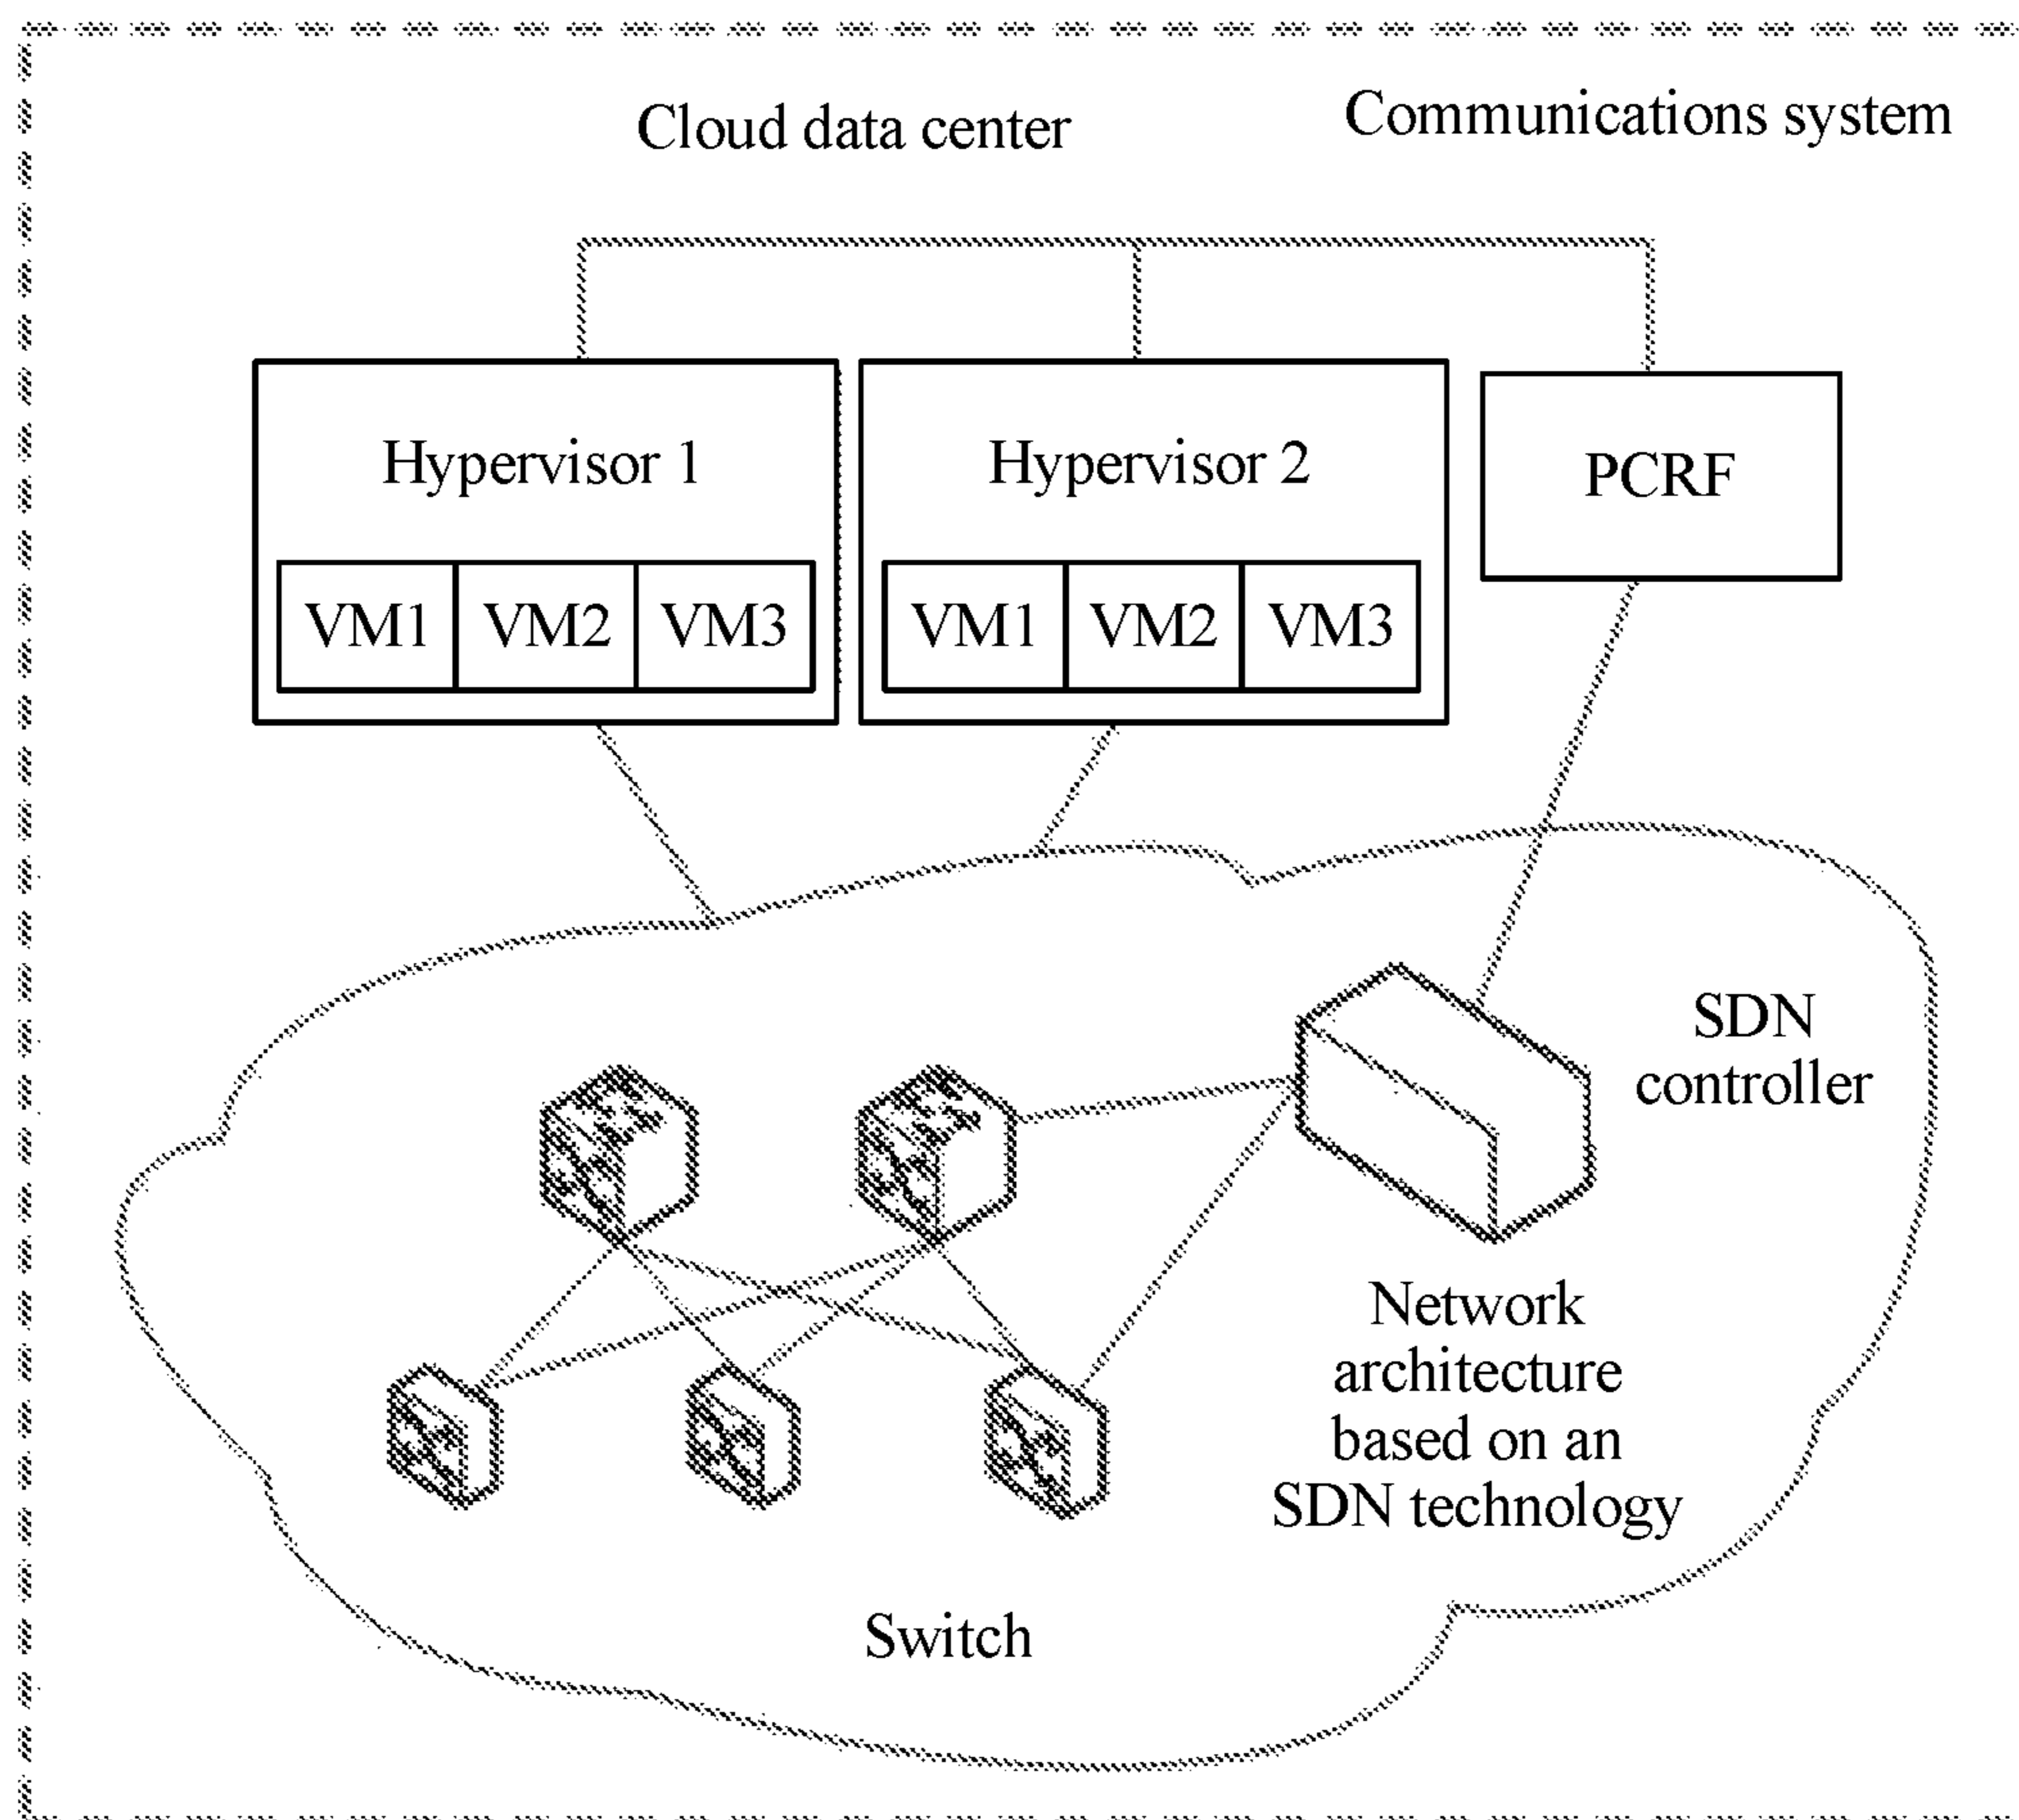 Cloud data center
Communications system
Hypervisor 1
Hypervisor 2
PCRF
VM1 VM2 VM3
VM1 VM2 VM3
SDN
controller
Network
architecture
based on an
SDN technology
Switch